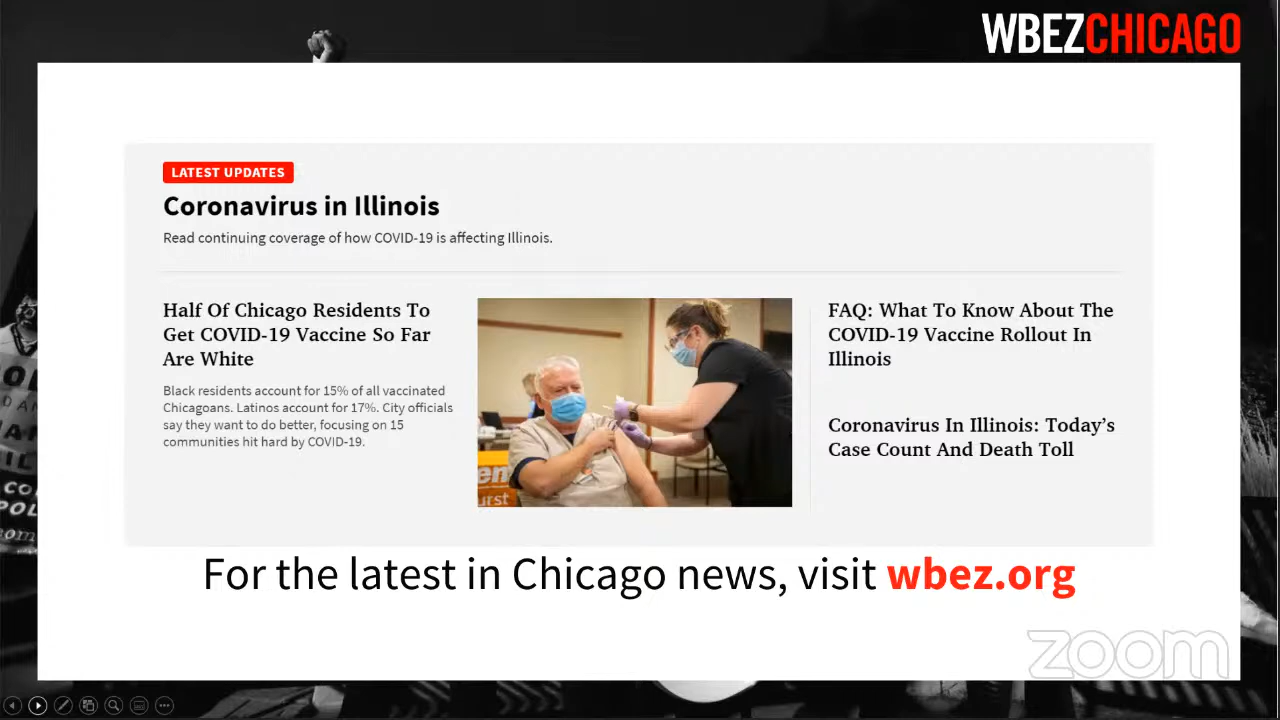 WBEZCHICAGO
LATEST UPDATES
Coronavirus in Illinois
Read continuing coverage of how COVID-19 is affecting Illinois.
Half Of Chicago Residents To
Get COVID-19 Vaccine So Far
Are White
Black residents account for 15% of all vaccinated
Chicagoans. Latinos account for 17%. City officials
say they want to do better, focusing on 15
communities hit hard by COVID-19.
en
urst
FAQ: What To Know About The
COVID-19 Vaccine Rollout In
Illinois
Coronavirus In Illinois: Today’s
Case Count And Death Toll
For the latest in Chicago news, visit wbez.org
zoom